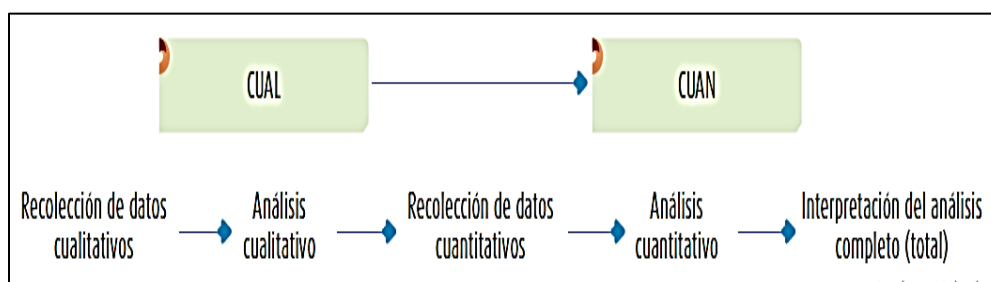 CUAL
CUAN
Recolección de datos
cualitativos
Análisis
cualitativo
Recolección de datos
cuantitativos
Análisis
cuantitativo
Interpretación del análisis
completo (total)